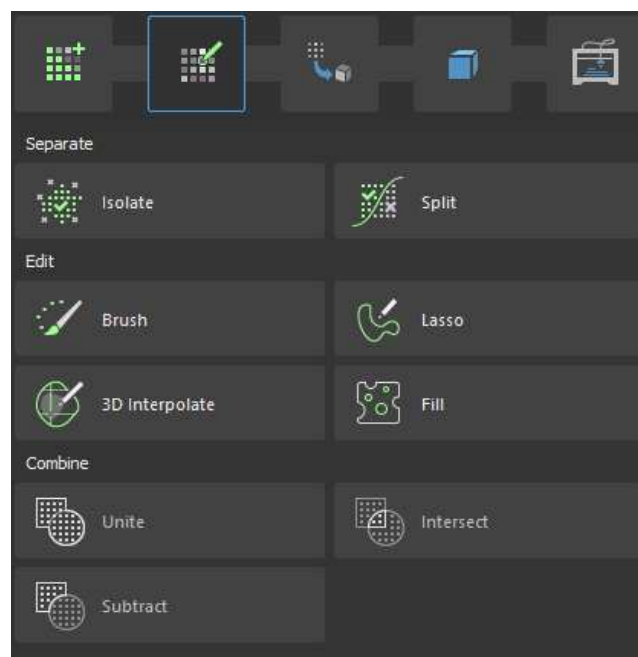 Separate
Isolate
Split
Edit
Brush
Lasso
3D Interpolate
Fill
Combine
Unite
Intersect
Subtract